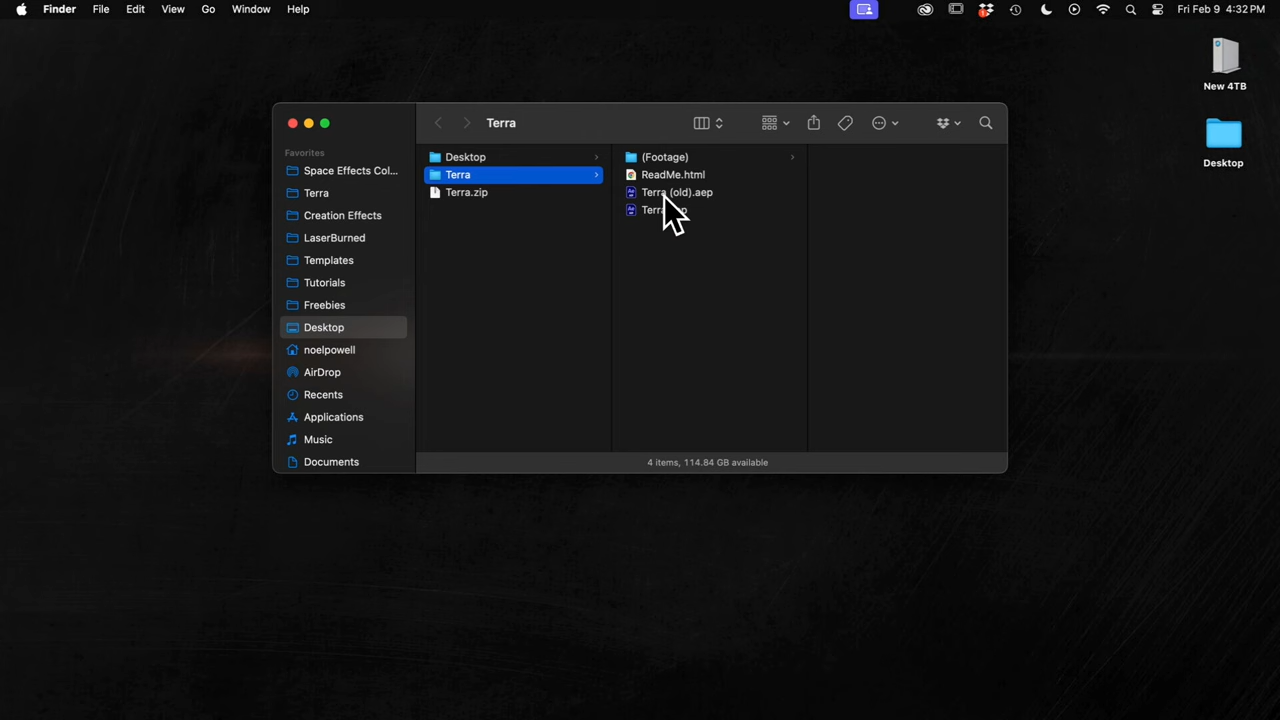 Finder File Edit View Go Window Help Fri Feb 9 4:32 PM
New 4TB
Desktop
Terra
Favorites
Space Effects Col...
Terra
Creation Effects
LaserBurned
Templates
Tutorials
Freebies
Desktop
noelpowell
AirDrop
Recents
Applications
Music
Documents
Desktop
Terra
Terra.zip
(Footage)
ReadMe.html
Terra (old).aep
4 items, 114.84 GB available